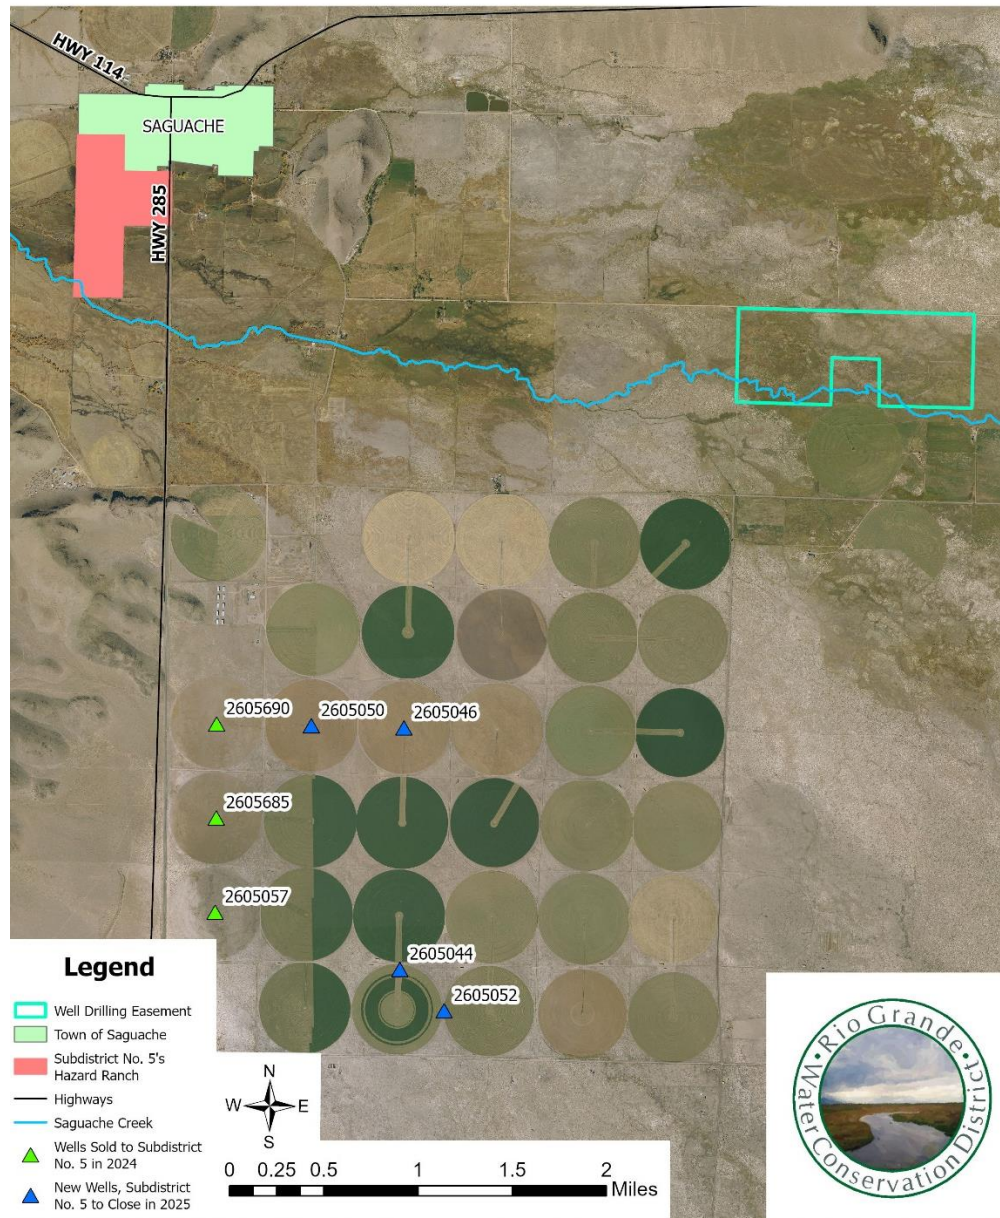 HWY 114
SAGUACHE
HWY 285
2605690
2605050
2605046
2605685
2605057
2605044
2605052
Legend
Well Drilling Easement
Town of Saguache
Subdistrict No. 5's
Hazard Ranch
Highways
Saguache Creek
Wells Sold to Subdistrict
No. 5 in 2024
New Wells, Subdistrict
No. 5 to Close in 2025
N
W E
S
0 0.25 0.5 1 1.5 2
Miles
•Rio Grande•
Water Conservation District